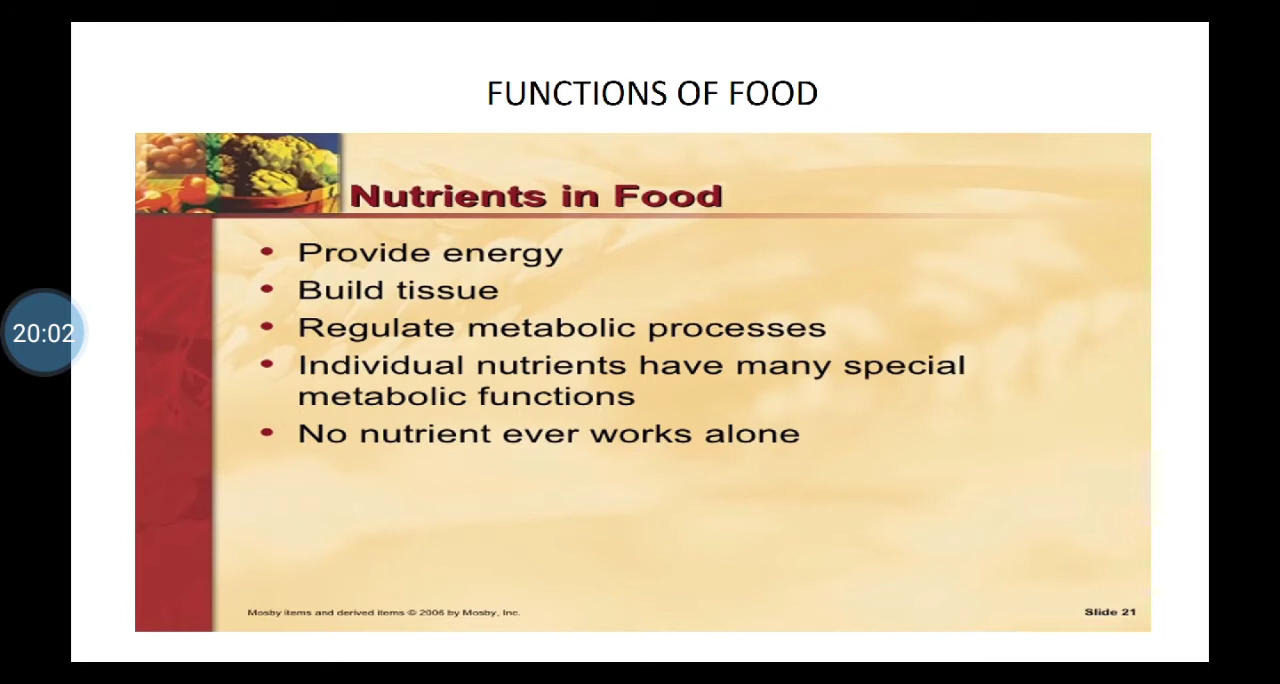 FUNCTIONS OF FOOD
Nutrients in Food
• Provide energy
• Build tissue
• Regulate metabolic processes
• Individual nutrients have many special
metabolic functions
• No nutrient ever works alone
20:02
Mosby items and derived items © 2006 by Mosby, Inc.
Slide 21